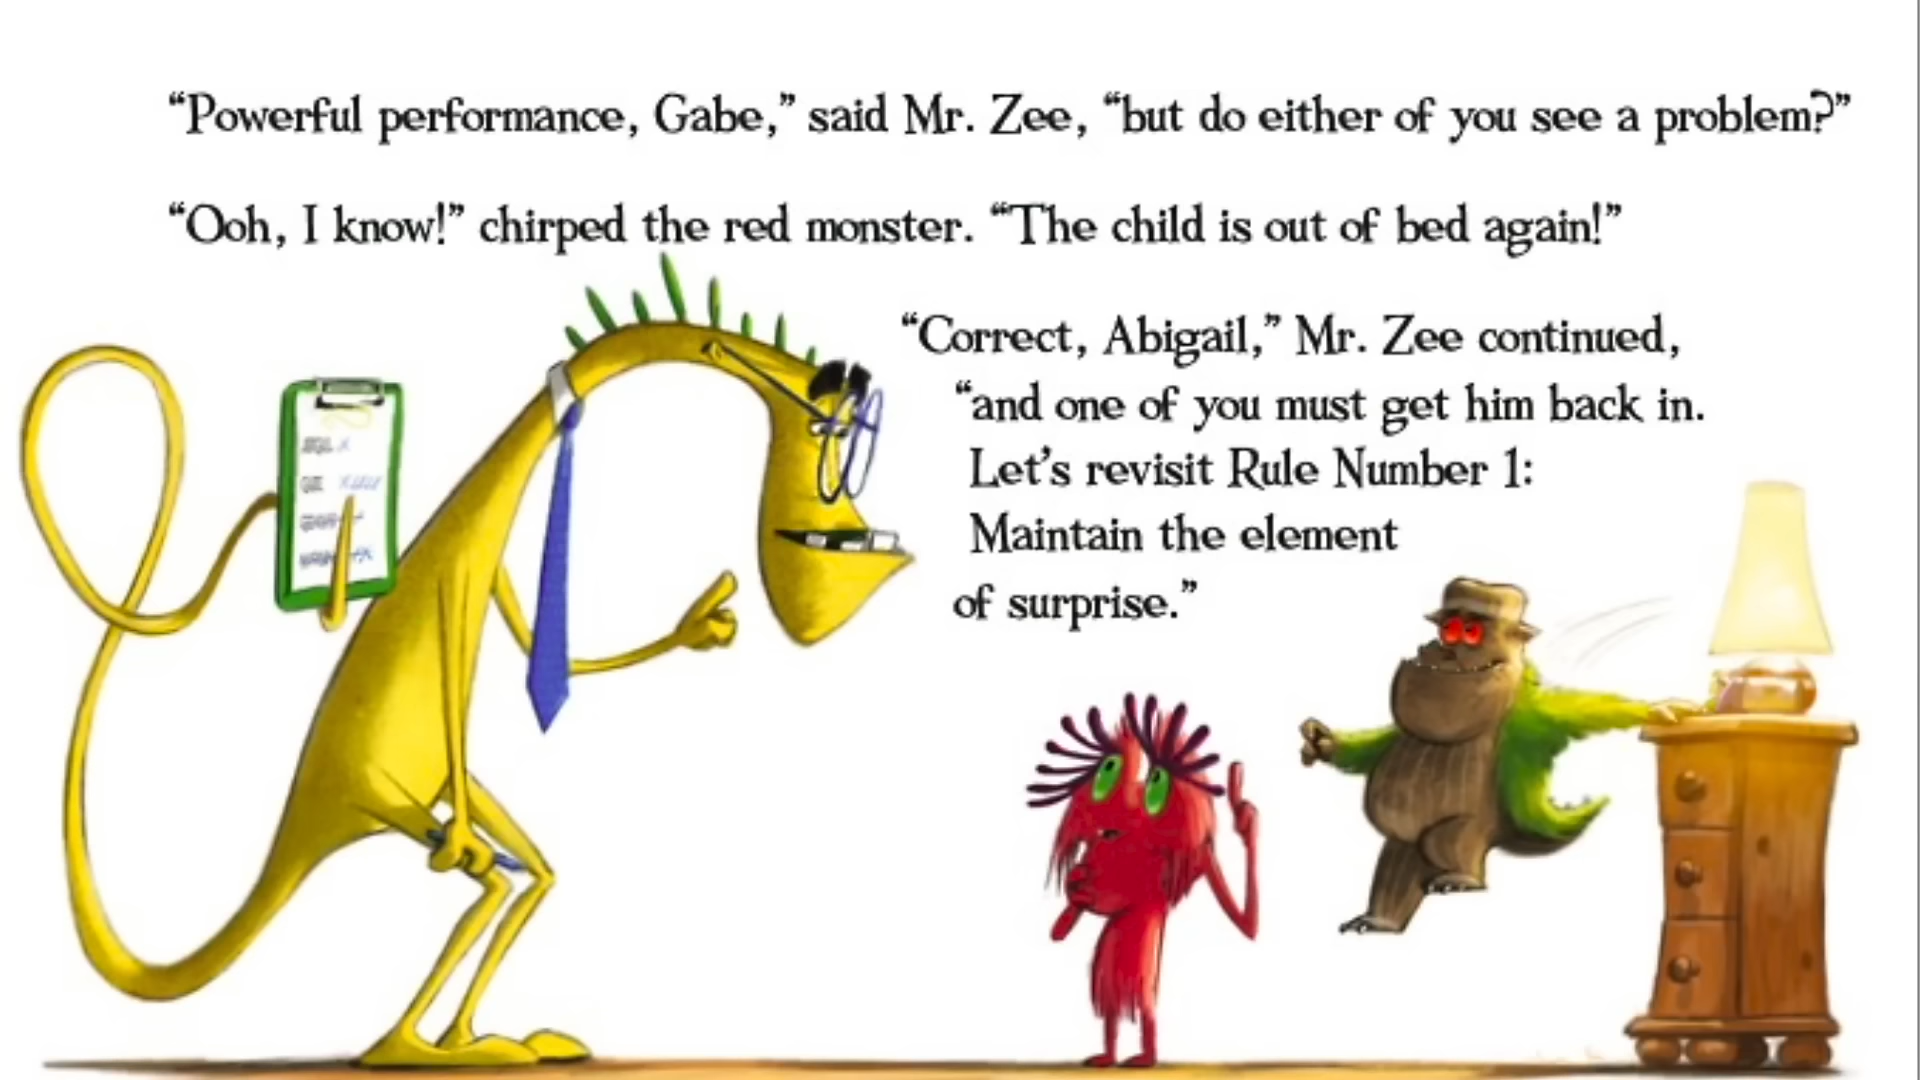 “Powerful performance, Gabe,” said Mr. Zee, “but do either of you see a problem?”
“Ooh, I know!” chirped the red monster. “The child is out of bed again!”
“Correct, Abigail,” Mr. Zee continued,
“and one of you must get him back in.
Let’s revisit Rule Number 1:
Maintain the element
of surprise.”